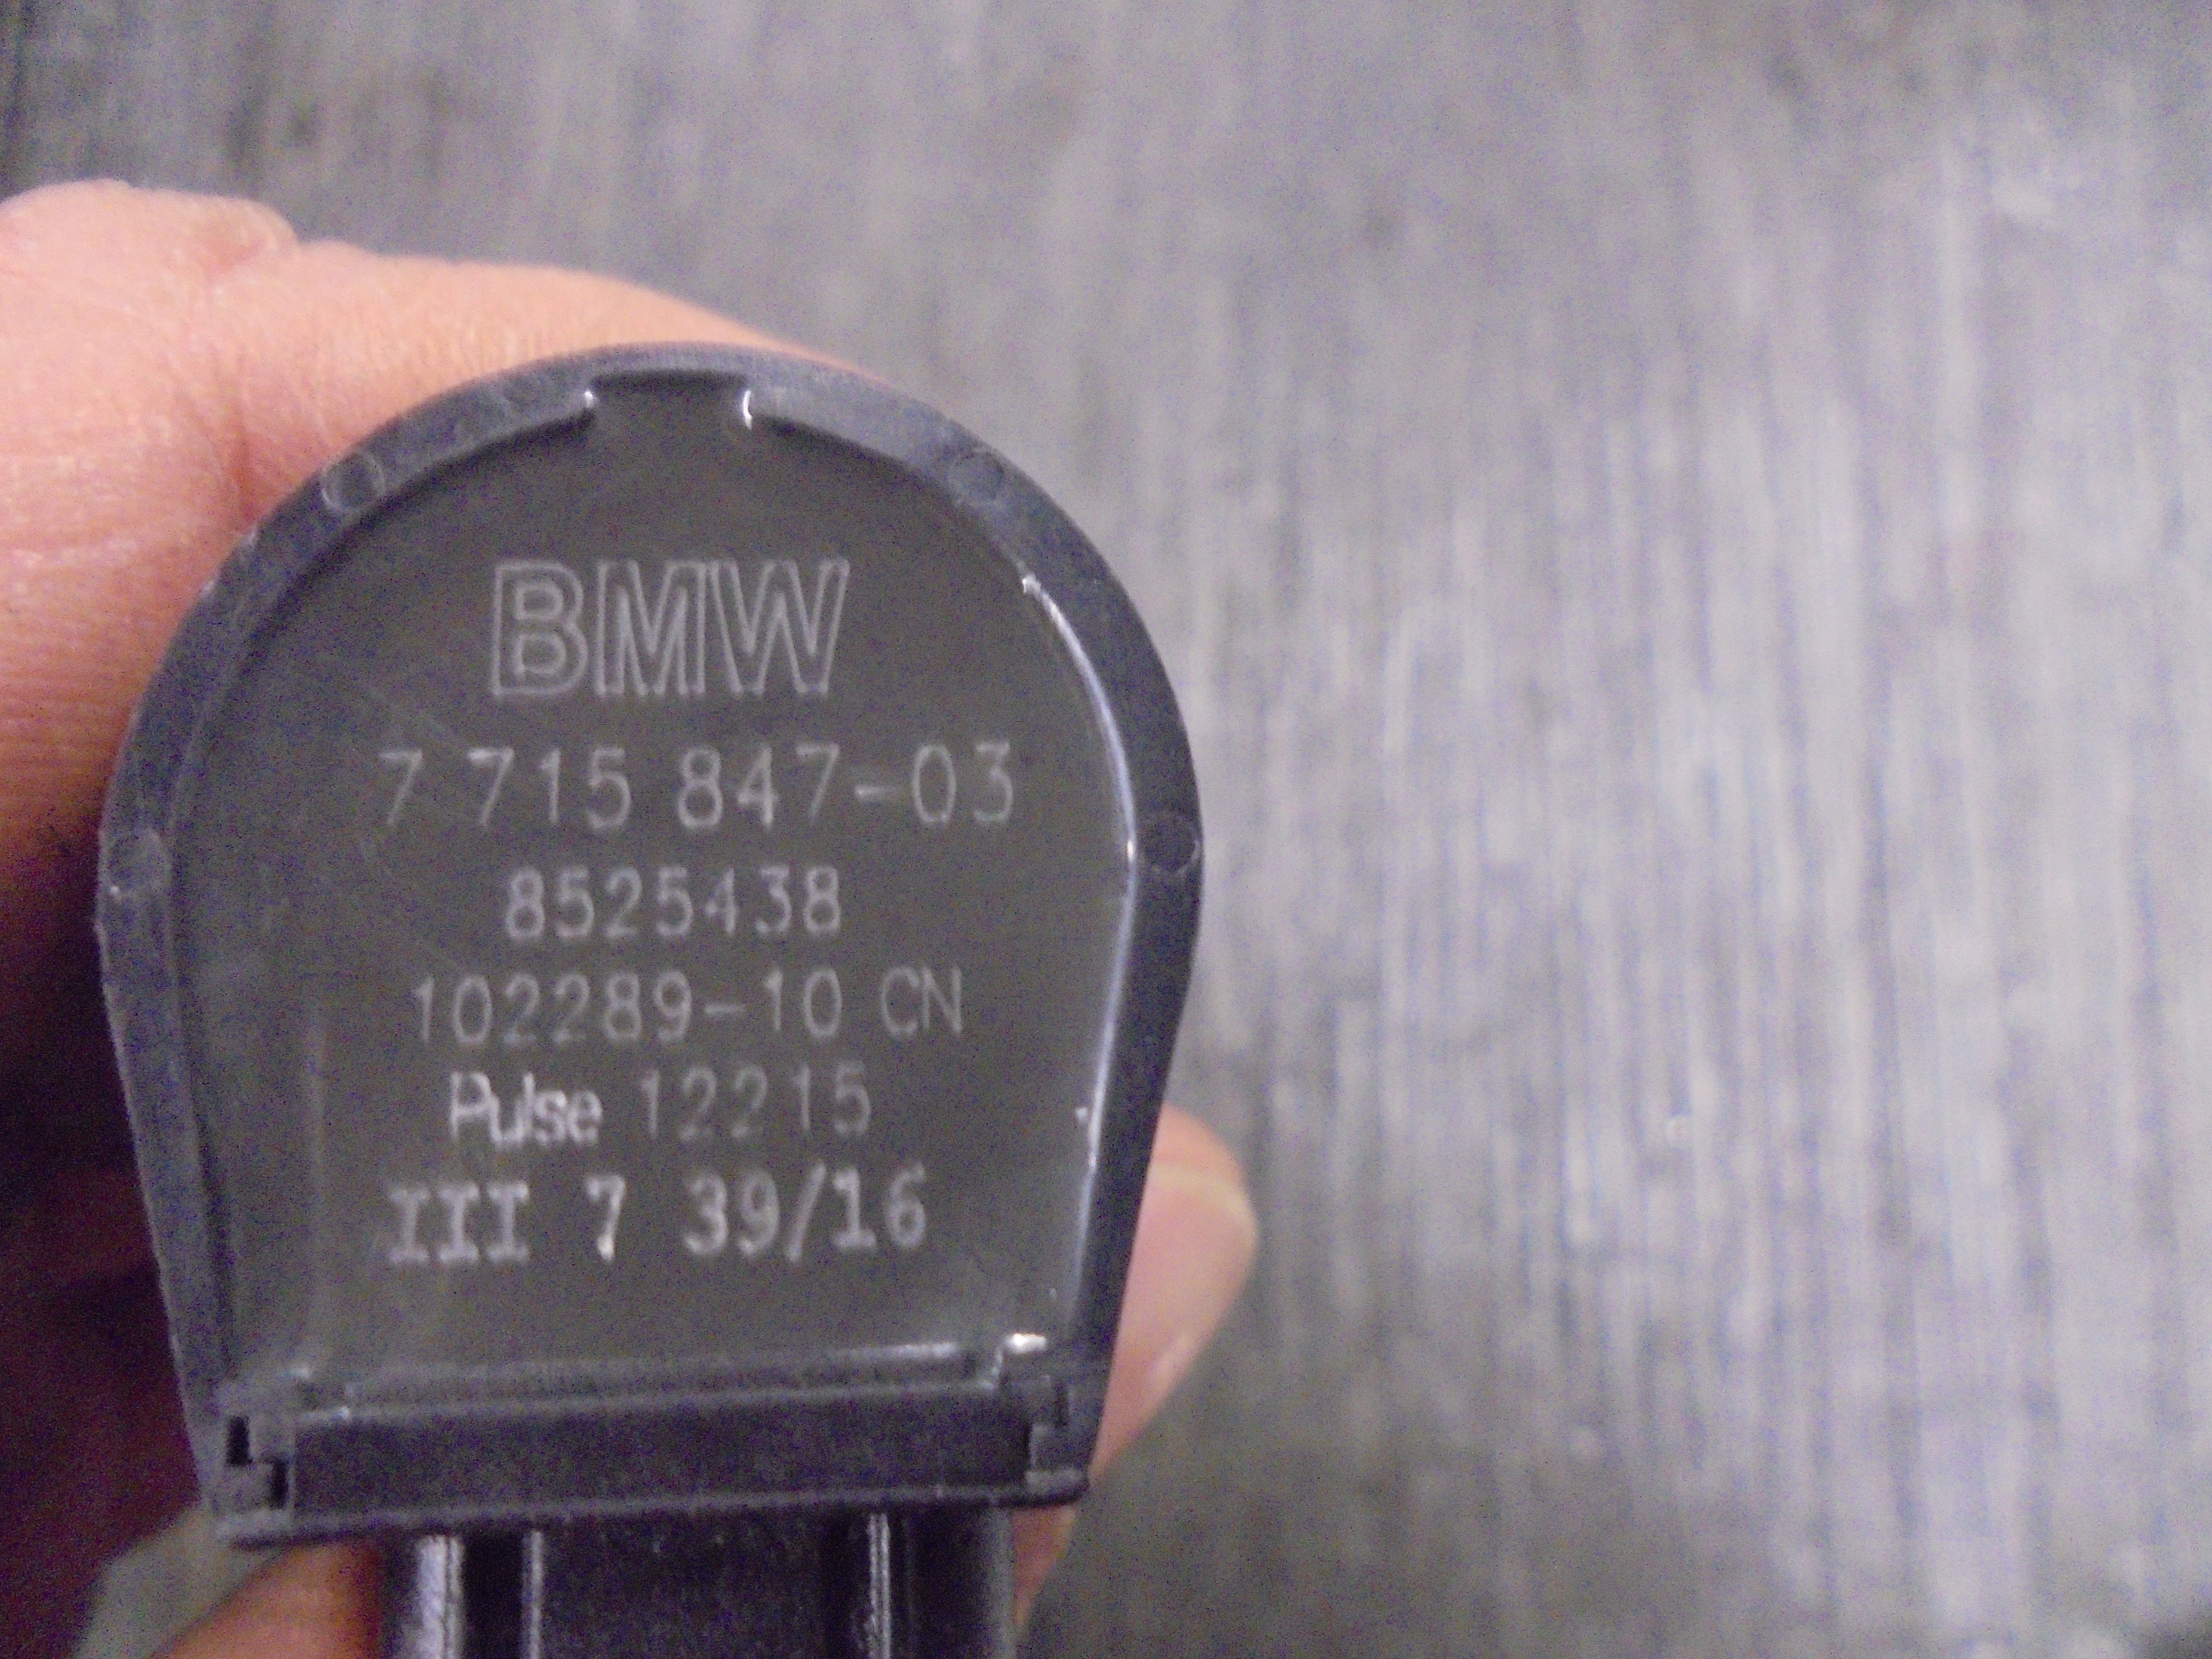 BMW
7 715 847-03
8525438
102289-10 CN
Pulse 12215
III 7 39/16